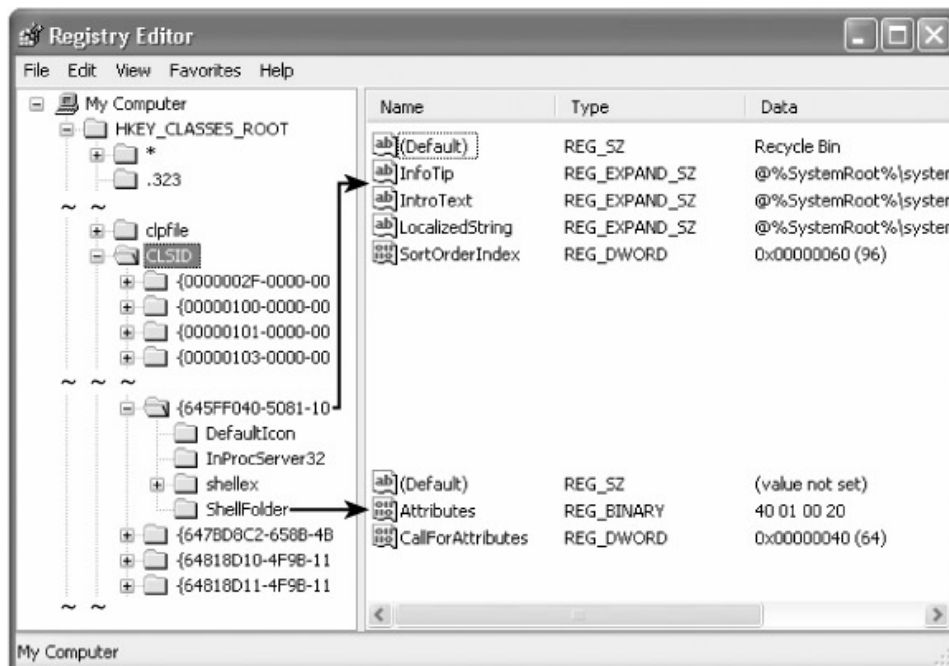 Registry Editor
File Edit View Favorites Help
My Computer
HKEY_CLASSES_ROOT
*
.323
~ ~
clpfile
CLSID
{0000002F-0000-00
{00000100-0000-00
{00000101-0000-00
{00000103-0000-00
~ ~ ~
{645FF040-5081-10
DefaultIcon
InProcServer32
shellex
ShellFolder
{647BD8C2-658B-4B
{64818D10-4F9B-11
{64818D11-4F9B-11
~ ~
Name Type Data
(Default) REG_SZ Recycle Bin
InfoTip REG_EXPAND_SZ @%SystemRoot%\system
IntroText REG_EXPAND_SZ @%SystemRoot%\system
LocalizedString REG_EXPAND_SZ @%SystemRoot%\system
SortOrderIndex REG_DWORD 0x00000060 (96)
(Default) REG_SZ (value not set)
Attributes REG_BINARY 40 01 00 20
CallForAttributes REG_DWORD 0x00000040 (64)
My Computer